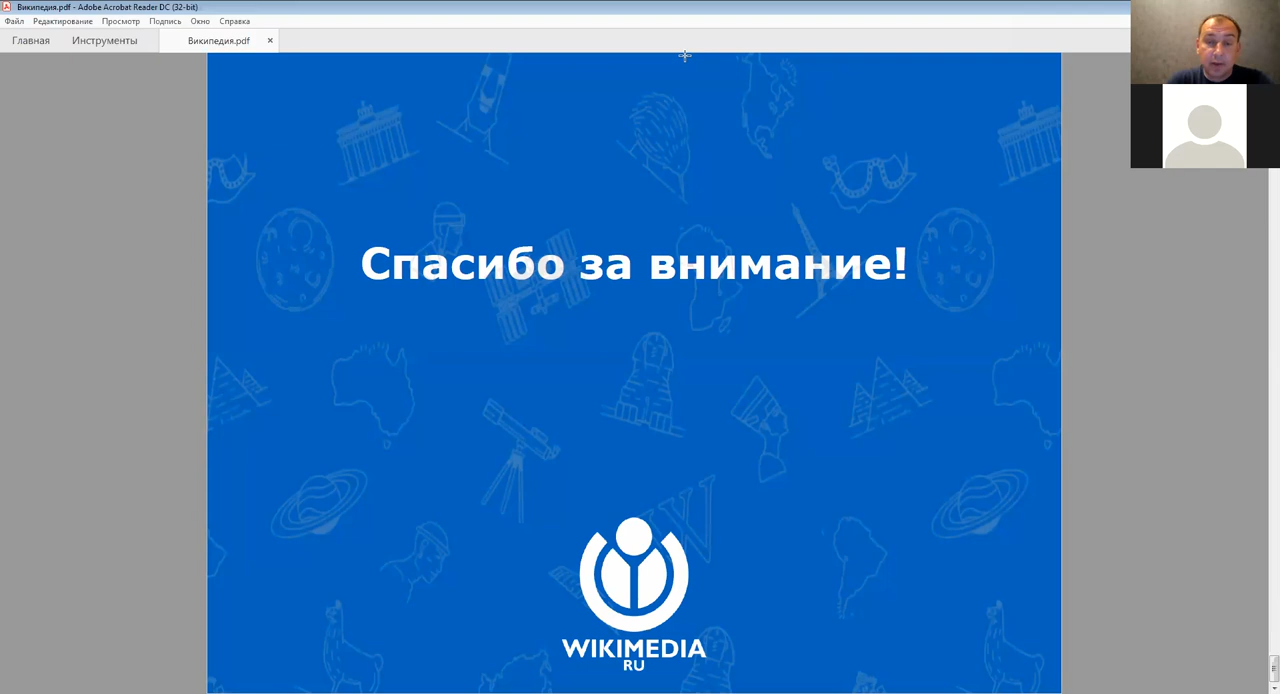 Википедия.pdf - Adobe Acrobat Reader DC (32-bit)
Файл Редактирование Просмотр Подпись Окно Справка
Главная Инструменты Википедия.pdf ×
Спасибо за внимание!
W
WIKIMEDIA
RU